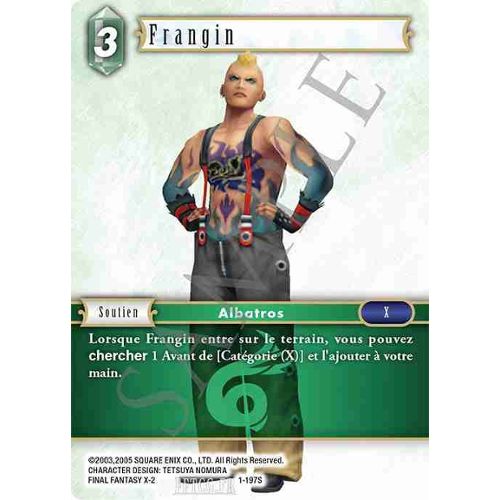 3
Frangin
SAMPLE
Soutien
Albatros
X
Lorsque Frangin entre sur le terrain, vous pouvez
chercher 1 Avant de [Catégorie (X)] et l'ajouter à votre
main.
©2003,2005 SQUARE ENIX CO., LTD. All Rights Reserved.
CHARACTER DESIGN: TETSUYA NOMURA
FINAL FANTASY X-2
1-197S